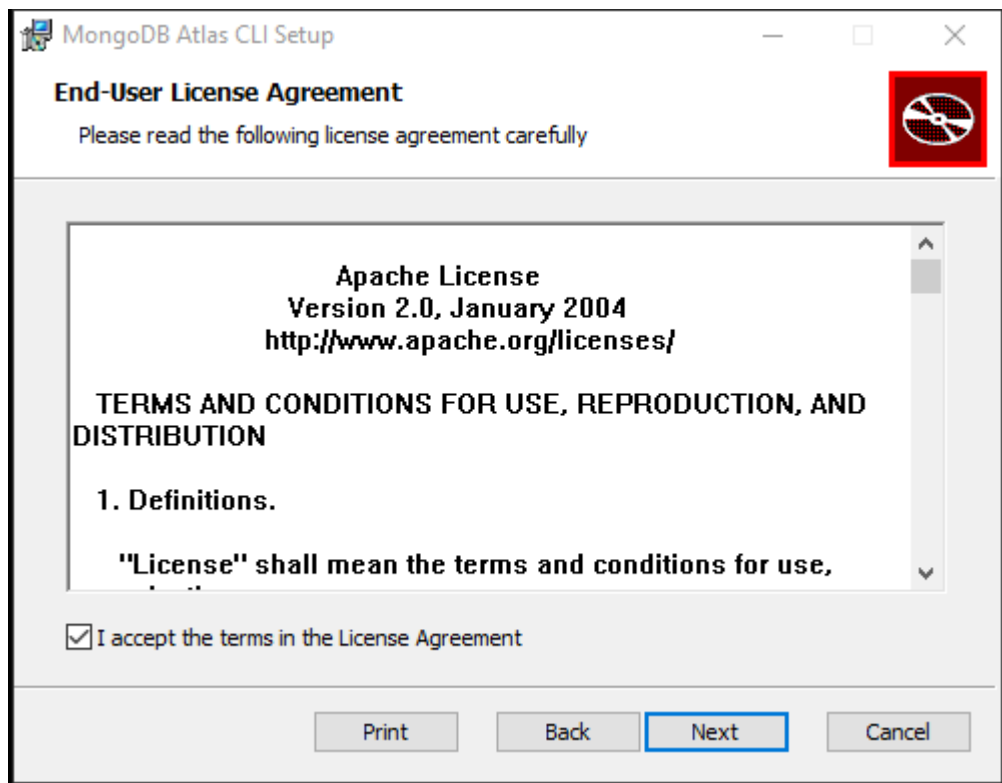 MongoDB Atlas CLI Setup
End-User License Agreement
Please read the following license agreement carefully
Apache License
Version 2.0, January 2004
http://www.apache.org/licenses/
TERMS AND CONDITIONS FOR USE, REPRODUCTION, AND
DISTRIBUTION
1. Definitions.
"License" shall mean the terms and conditions for use,
I accept the terms in the License Agreement
Print
Back
Next
Cancel